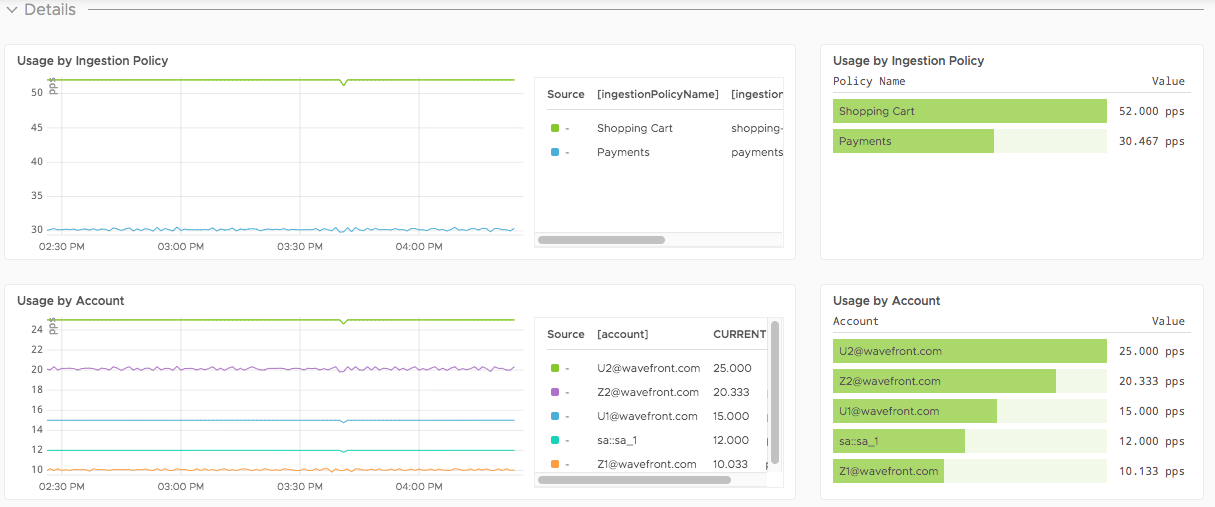 Details
Usage by Ingestion Policy
pps
50
45
40
35
30
02:30 PM 03:00 PM 03:30 PM 04:00 PM
Source [ingestionPolicyName] [ingestion
- Shopping Cart shopping-
- Payments payments
Usage by Ingestion Policy
Policy Name Value
Shopping Cart 52.000 pps
Payments 30.467 pps
Usage by Account
pps
24
22
20
18
16
14
12
10
02:30 PM 03:00 PM 03:30 PM 04:00 PM
Source [account] CURRENT
- U2@wavefront.com 25.000
- Z2@wavefront.com 20.333
- U1@wavefront.com 15.000
- sa::sa_1 12.000
- Z1@wavefront.com 10.033
Usage by Account
Account Value
U2@wavefront.com 25.000 pps
Z2@wavefront.com 20.333 pps
U1@wavefront.com 15.000 pps
sa::sa_1 12.000 pps
Z1@wavefront.com 10.133 pps